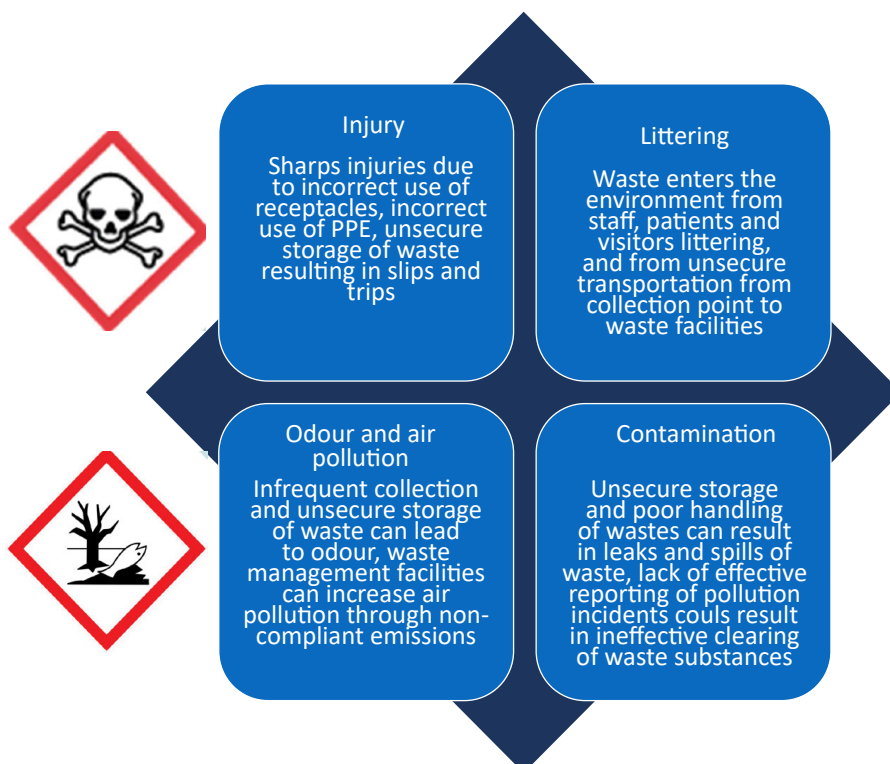 Injury
Sharps injuries due
to incorrect use of
receptacles, incorrect
use of PPE, unsecure
storage of waste
resulting in slips and
trips
Littering
Waste enters the
environment from
staff, patients and
visitors littering,
and from unsecure
transportation from
collection point to
waste facilities
Odour and air
pollution
Infrequent collection
and unsecure storage
of waste can lead
to odour, waste
management facilities
can increase air
pollution through non-
compliant emissions
Contamination
Unsecure storage
and poor handling
of wastes can result
in leaks and spills of
waste, lack of effective
reporting of pollution
incidents couls result
in ineffective clearing
of waste substances